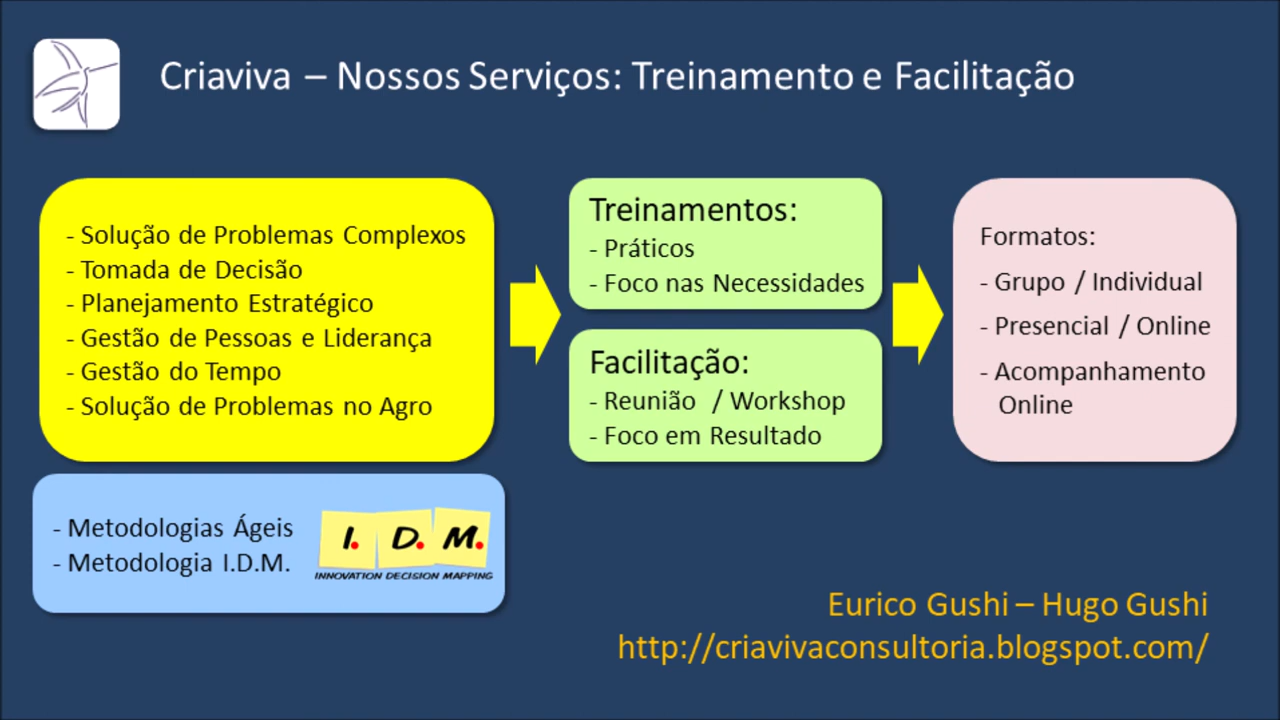 Criaviva – Nossos Serviços: Treinamento e Facilitação
- Solução de Problemas Complexos
- Tomada de Decisão
- Planejamento Estratégico
- Gestão de Pessoas e Liderança
- Gestão do Tempo
- Solução de Problemas no Agro
- Metodologias Ágeis
- Metodologia I.D.M.
I. D. M.
INNOVATION DECISION MAPPING
Treinamentos:
- Práticos
- Foco nas Necessidades
Facilitação:
- Reunião / Workshop
- Foco em Resultado
Formatos:
- Grupo / Individual
- Presencial / Online
- Acompanhamento
Online
Eurico Gushi – Hugo Gushi
http://criavivaconsultoria.blogspot.com/